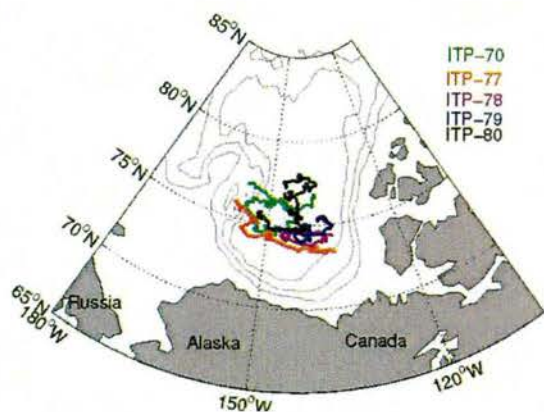 85°N
ITP-70
ITP-77
ITP-78
ITP-79
ITP-80
80°N
75°N
70°N
65°N
180°W
Russia
Alaska
Canada
150°W
120°W